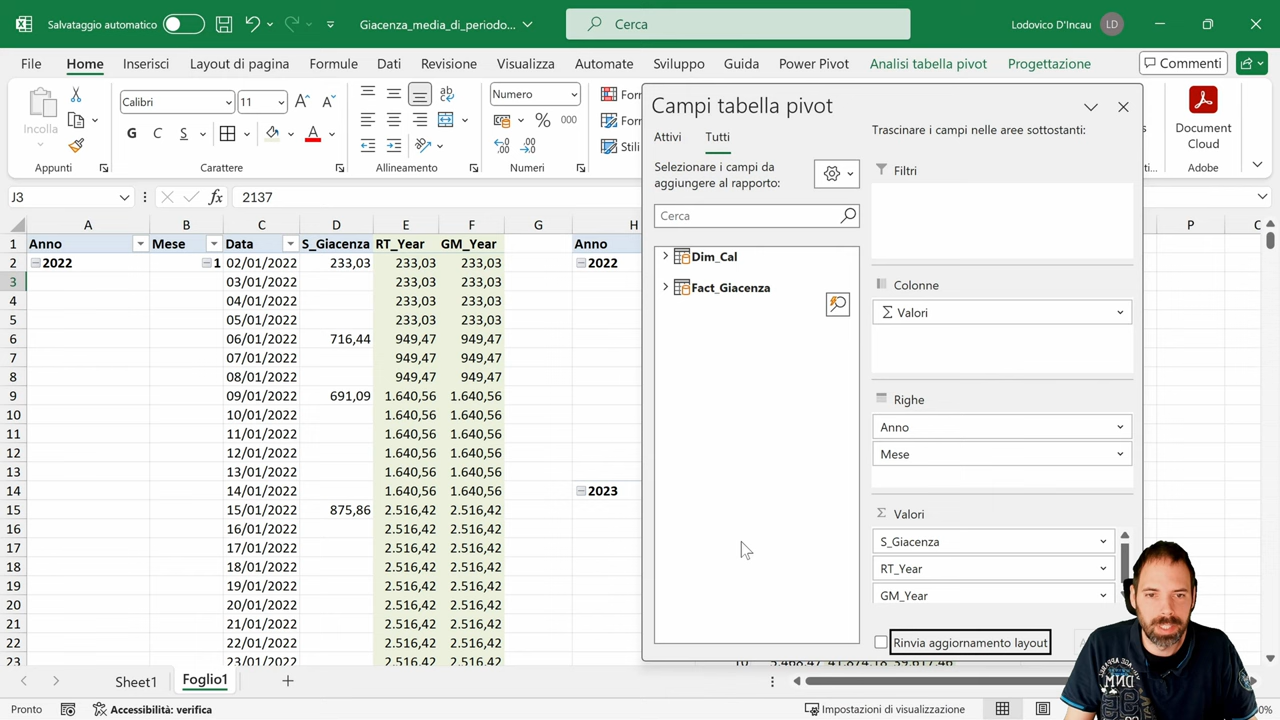 Salvataggio automatico
Giacenza_media_di_periodo...
Cerca
Lodovico D'Incau LD
File Home Inserisci Layout di pagina Formule Dati Revisione Visualizza Automate Sviluppo Guida Power Pivot Analisi tabella pivot Progettazione Commenti
Incolla
Calibri 11
G C S
Appunti Carattere Allineamento
Numero
% 000
Numeri
Document
Cloud
Adobe
J3 fx 2137
A B C D E F G H P
1 Anno Mese Data S_Giacenza RT_Year GM_Year Anno
2 2022 1 02/01/2022 233,03 233,03 233,03 2022
3 03/01/2022 233,03 233,03
4 04/01/2022 233,03 233,03
5 05/01/2022 233,03 233,03
6 06/01/2022 716,44 949,47 949,47
7 07/01/2022 949,47 949,47
8 08/01/2022 949,47 949,47
9 09/01/2022 691,09 1.640,56 1.640,56
10 10/01/2022 1.640,56 1.640,56
11 11/01/2022 1.640,56 1.640,56
12 12/01/2022 1.640,56 1.640,56
13 13/01/2022 1.640,56 1.640,56
14 14/01/2022 1.640,56 1.640,56 2023
15 15/01/2022 875,86 2.516,42 2.516,42
16 16/01/2022 2.516,42 2.516,42
17 17/01/2022 2.516,42 2.516,42
18 18/01/2022 2.516,42 2.516,42
19 19/01/2022 2.516,42 2.516,42
20 20/01/2022 2.516,42 2.516,42
21 21/01/2022 2.516,42 2.516,42
22 22/01/2022 2.516,42 2.516,42
23 23/01/2022 2.516,42 2.516,42
Campi tabella pivot
Attivi Tutti
Selezionare i campi da
aggiungere al rapporto:
Cerca
Dim_Cal
Fact_Giacenza
Trascinare i campi nelle aree sottostanti:
Filtri
Colonne
Σ Valori
Righe
Anno
Mese
Σ Valori
S_Giacenza
RT_Year
GM_Year
Rinvia aggiornamento layout
Sheet1 Foglio1
Pronto Accessibilità: verifica Impostazioni di visualizzazione